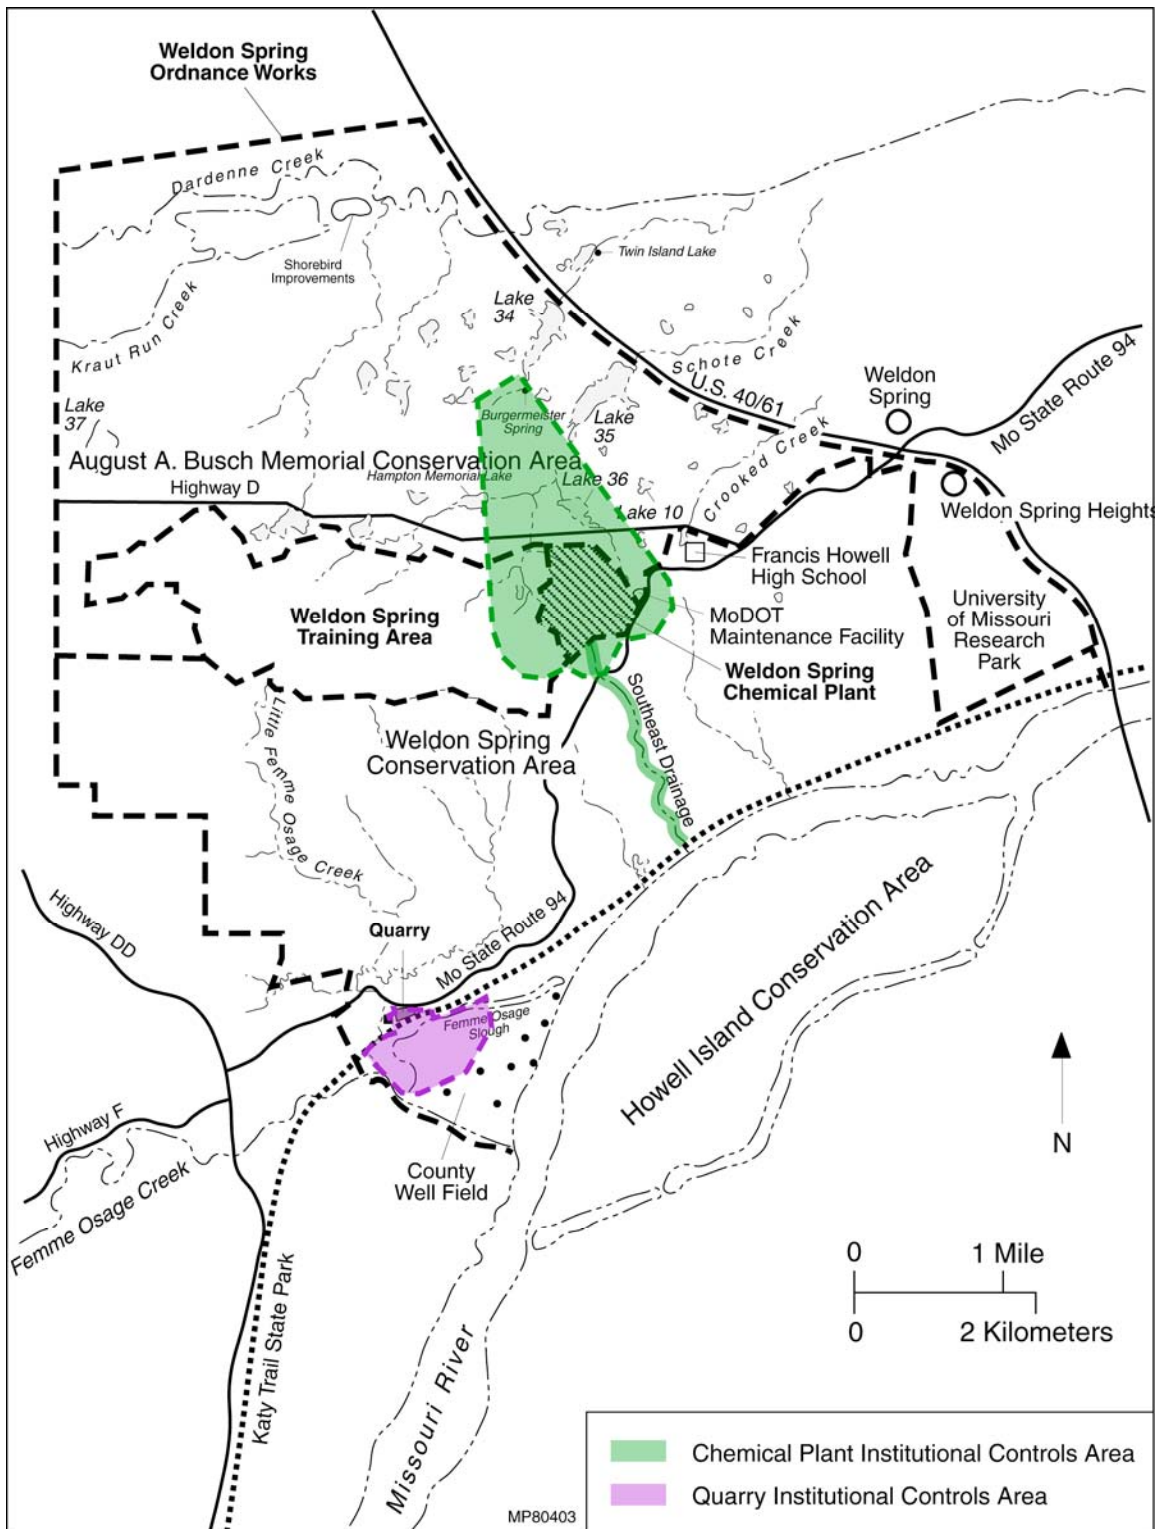 Weldon Spring
Ordnance Works
Dardenne Creek
Shorebird
Improvements
Twin Island Lake
Kraut Run Creek
Lake
34
Schote Creek
U.S. 40/61
Weldon
Spring
Mo State Route 94
Lake
37
Burgermeister
Spring
Lake
35
Crooked Creek
August A. Busch Memorial Conservation Area
Hampton Memorial Lake
Lake 36
Highway D
Lake 10
Weldon Spring Heights
Francis Howell
High School
Weldon Spring
Training Area
MoDOT
Maintenance Facility
University
of Missouri
Research
Park
Weldon Spring
Chemical Plant
Southeast Drainage
Little Femme Osage Creek
Weldon Spring
Conservation Area
Highway DD
Quarry
Mo State Route 94
Howell Island Conservation Area
Femme Osage
Slough
Highway F
Femme Osage Creek
County
Well Field
N
Katy Trail State Park
Missouri River
0 1 Mile
0 2 Kilometers
Chemical Plant Institutional Controls Area
Quarry Institutional Controls Area
MP80403